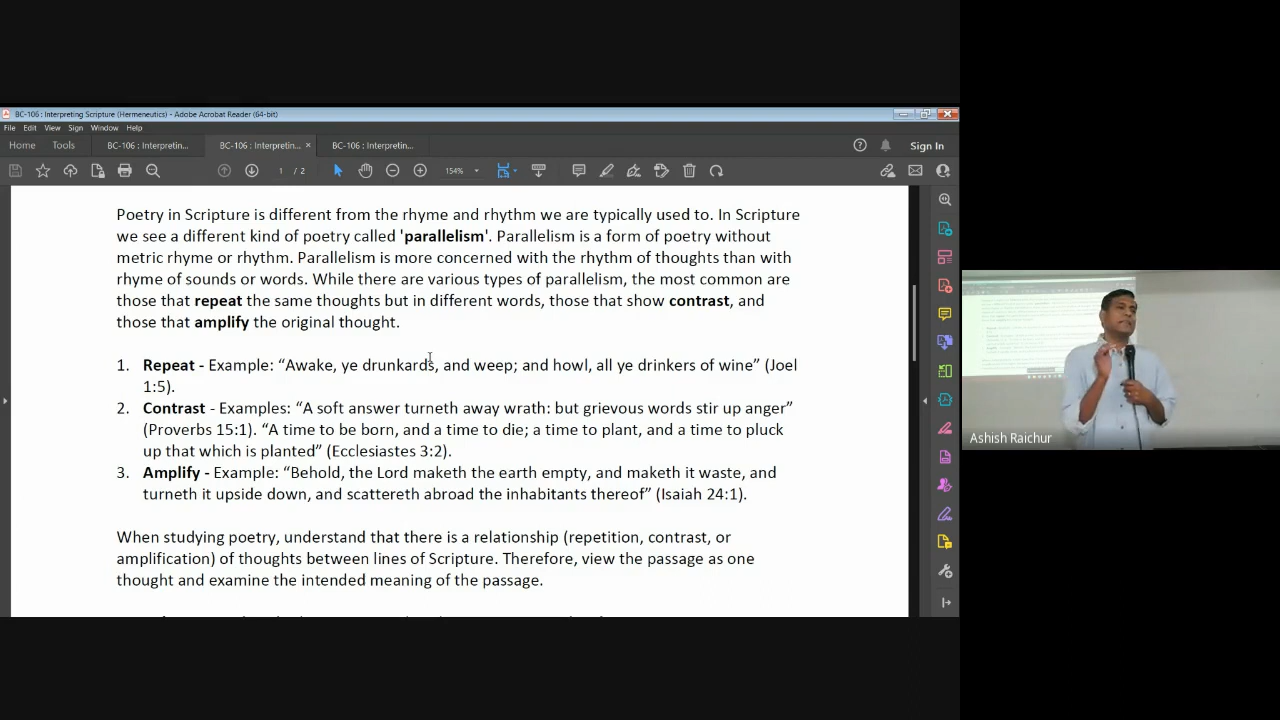 BC-106 : Interpreting Scripture (Hermeneutics) - Adobe Acrobat Reader (64-bit)
File Edit View Sign Window Help
Home Tools BC-106 : Interpretin... BC-106 : Interpretin... × BC-106 : Interpretin... Sign In
1 / 2 154%
Poetry in Scripture is different from the rhyme and rhythm we are typically used to. In Scripture
we see a different kind of poetry called 'parallelism'. Parallelism is a form of poetry without
metric rhyme or rhythm. Parallelism is more concerned with the rhythm of thoughts than with
rhyme of sounds or words. While there are various types of parallelism, the most common are
those that repeat the same thoughts but in different words, those that show contrast, and
those that amplify the original thought.
1. Repeat - Example: “Awake, ye drunkards, and weep; and howl, all ye drinkers of wine” (Joel
1:5).
2. Contrast - Examples: “A soft answer turneth away wrath: but grievous words stir up anger”
(Proverbs 15:1). “A time to be born, and a time to die; a time to plant, and a time to pluck
up that which is planted” (Ecclesiastes 3:2).
3. Amplify - Example: “Behold, the Lord maketh the earth empty, and maketh it waste, and
turneth it upside down, and scattereth abroad the inhabitants thereof” (Isaiah 24:1).
When studying poetry, understand that there is a relationship (repetition, contrast, or
amplification) of thoughts between lines of Scripture. Therefore, view the passage as one
thought and examine the intended meaning of the passage.
Ashish Raichur